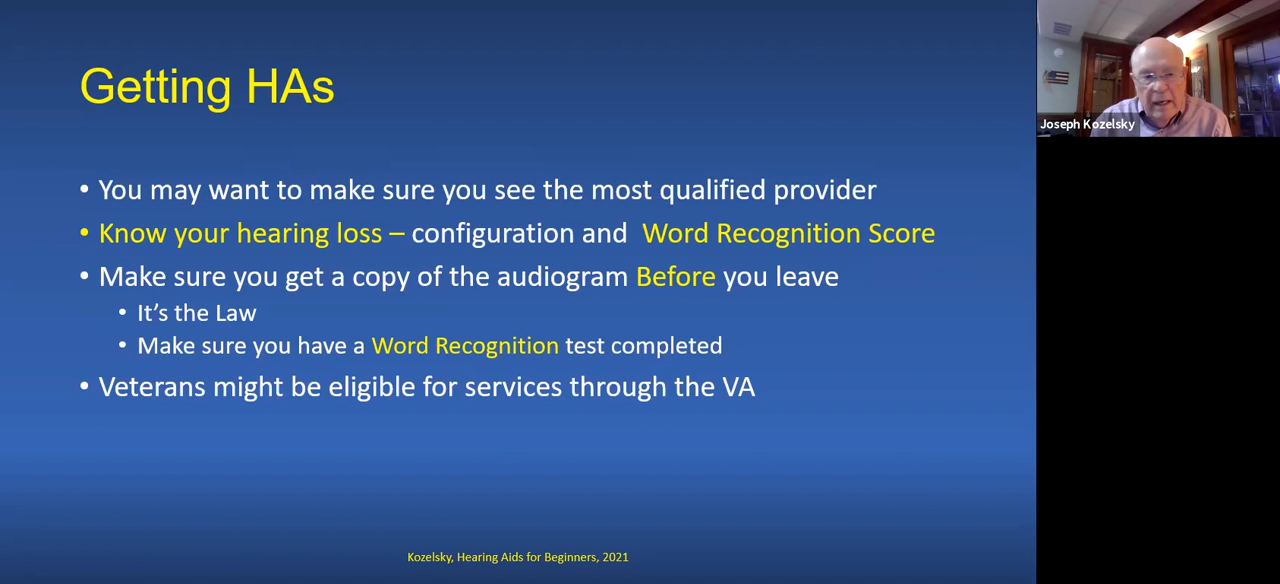 Getting HAs
• You may want to make sure you see the most qualified provider
• Know your hearing loss – configuration and  Word Recognition Score
• Make sure you get a copy of the audiogram Before you leave
• It’s the Law
• Make sure you have a Word Recognition test completed
• Veterans might be eligible for services through the VA
Kozelsky, Hearing Aids for Beginners, 2021
Joseph Kozelsky